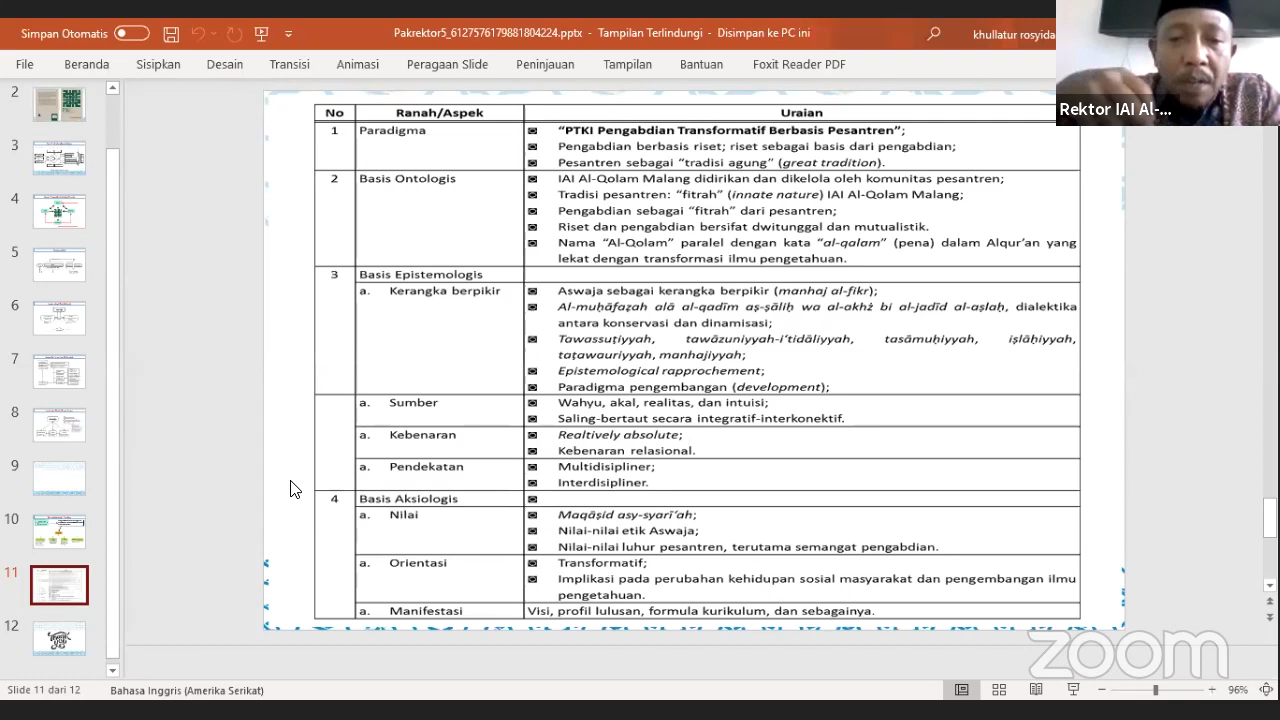 Simpan Otomatis
Pakrektor5_6127576179881804224.pptx - Tampilan Terlindungi - Disimpan ke PC ini
khullatur rosyida
File Beranda Sisipkan Desain Transisi Animasi Peragaan Slide Peninjauan Tampilan Bantuan Foxit Reader PDF
Rektor IAI Al-...
2
3
4
5
6
7
8
9
10
11
12
No Ranah/Aspek Uraian
1 Paradigma
“PTKI Pengabdian Transformatif Berbasis Pesantren”;
Pengabdian berbasis riset; riset sebagai basis dari pengabdian;
Pesantren sebagai “tradisi agung” (great tradition).
2 Basis Ontologis
IAI Al-Qolam Malang didirikan dan dikelola oleh komunitas pesantren;
Tradisi pesantren: “fitrah” (innate nature) IAI Al-Qolam Malang;
Pengabdian sebagai “fitrah” dari pesantren;
Riset dan pengabdian bersifat dwitunggal dan mutualistik.
Nama “Al-Qolam” paralel dengan kata “al-qalam” (pena) dalam Alqur’an yang
lekat dengan transformasi ilmu pengetahuan.
3 Basis Epistemologis
a. Kerangka berpikir
Aswaja sebagai kerangka berpikir (manhaj al-fikr);
Al-muḥāfaẓah alā al-qadīm aṣ-ṣāliḥ wa al-akhż bi al-jadīd al-aṣlaḥ, dialektika
antara konservasi dan dinamisasi;
Tawassuṭiyyah, tawāzuniyyah-i’tidāliyyah, tasāmuḥiyyah, iṣlāḥiyyah,
taṭawauriyyah, manhajiyyah;
Epistemological rapprochement;
Paradigma pengembangan (development);
a. Sumber
Wahyu, akal, realitas, dan intuisi;
Saling-bertaut secara integratif-interkonektif.
a. Kebenaran
Realtively absolute;
Kebenaran relasional.
a. Pendekatan
Multidisipliner;
Interdisipliner.
4 Basis Aksiologis
a. Nilai
Maqāṣid asy-syarī’ah;
Nilai-nilai etik Aswaja;
Nilai-nilai luhur pesantren, terutama semangat pengabdian.
a. Orientasi
Transformatif;
Implikasi pada perubahan kehidupan sosial masyarakat dan pengembangan ilmu
pengetahuan.
a. Manifestasi
Visi, profil lulusan, formula kurikulum, dan sebagainya.
zoom
Slide 11 dari 12 Bahasa Inggris (Amerika Serikat) 96%